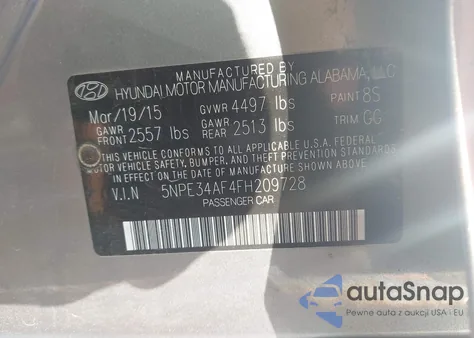 MANUFACTURED BY
HYUNDAI MOTOR MANUFACTURING ALABAMA, LLC
Mar/19/15 GVWR 4497 lbs PAINT 8S
GAWR FRONT 2557 lbs GAWR REAR 2513 lbs TRIM GG
THIS VEHICLE CONFORMS TO ALL APPLICABLE U.S. FEDERAL
MOTOR VEHICLE SAFETY, BUMPER, AND THEFT PREVENTION
STANDARDS IN EFFECT ON THE DATE OF MANUFACTURE SHOWN ABOVE.
V.I.N 5NPE34AF4FH209728
PASSENGER CAR
autoSnap
Pewne auta z aukcji USA i EU